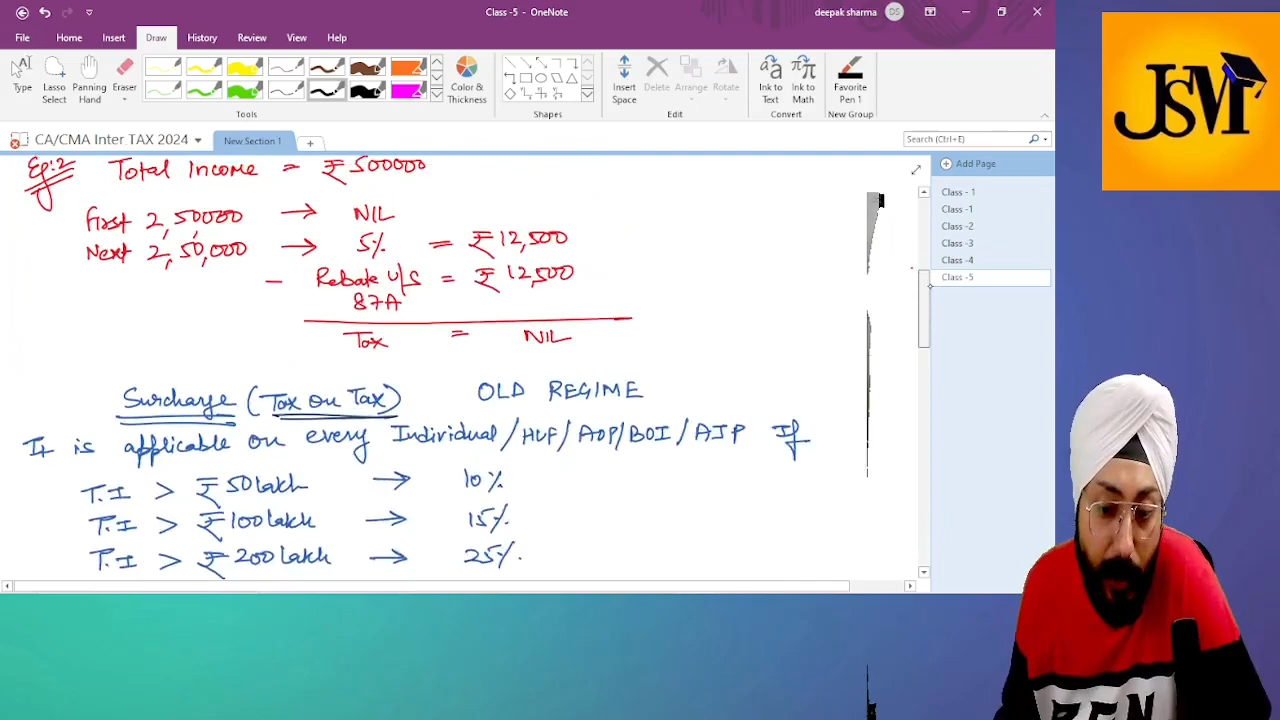 Class -5 - OneNote
deepak sharma DS
File Home Insert Draw History Review View Help
Type Lasso Select Panning Hand Eraser
Tools
Color & Thickness
Shapes
Insert Space Delete Arrange Rotate
Edit
Ink to Text Ink to Math
Convert
Favorite Pen 1
New Group
CA/CMA Inter TAX 2024 New Section 1
Search (Ctrl+E)
Add Page
Class - 1
Class -1
Class -2
Class -3
Class -4
Class -5
Eg:2 Total Income = ₹500000
First 2,50000 → NIL
Next 2,50,000 → 5% = ₹12,500
- Rebate U/S = ₹12,500
87A
Tax = NIL
Surcharge (Tax on Tax) OLD REGIME
It is applicable on every Individual/HUF/AOP/BOI/AJP If
T.I > ₹50 lakh → 10%
T.I > ₹100 lakh → 15%
T.I > ₹200 lakh → 25%
JSM